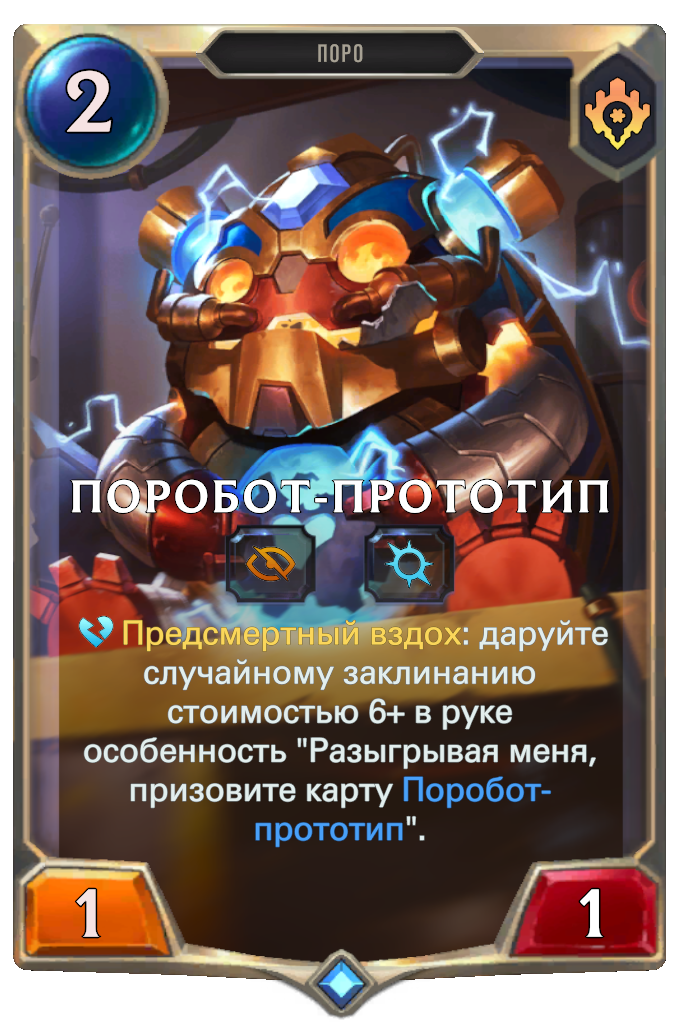 2
ПОРО
ПОРОБОТ-ПРОТОТИП
Предсмертный вздох: даруйте
случайному заклинанию
стоимостью 6+ в руке
особенность "Разыгрывая меня,
призовите карту Поробот-
прототип".
1
1